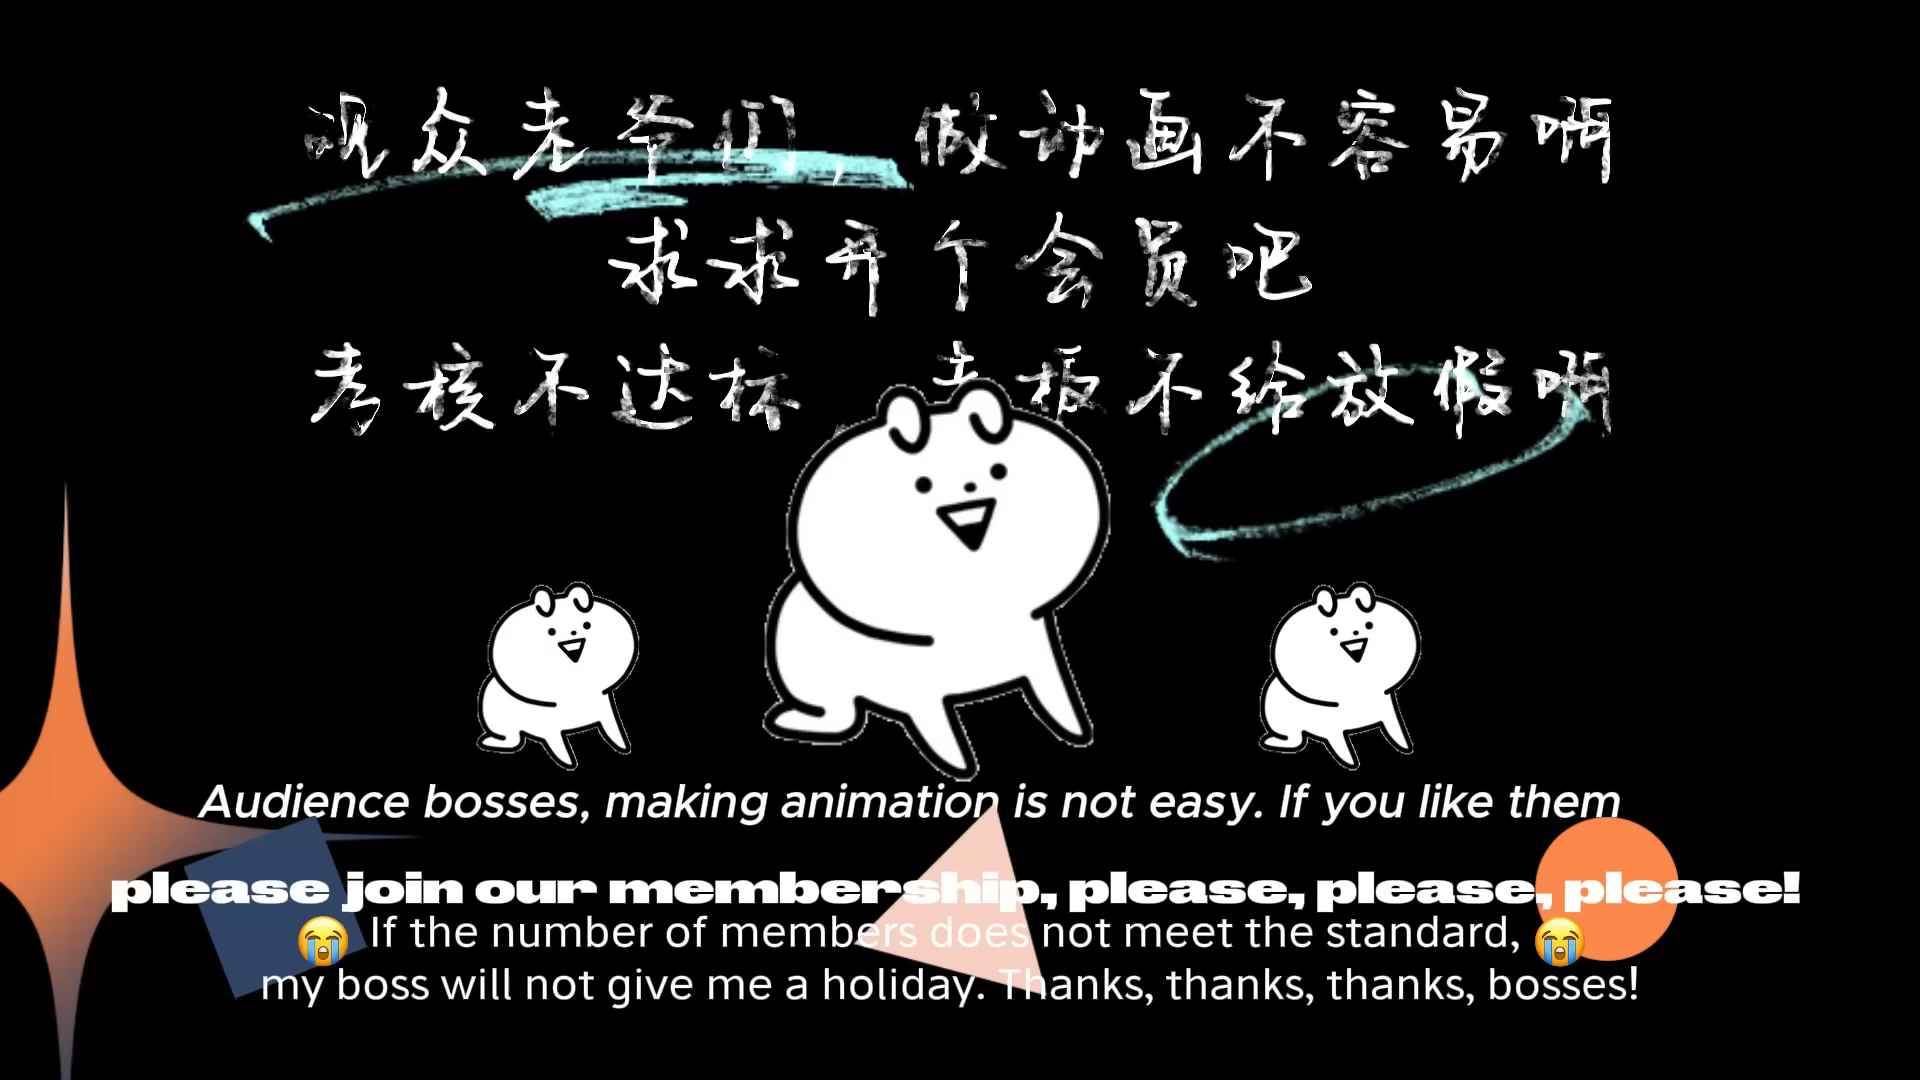 观众老爷们，做动画不容易啊
求求开个会员吧
考核不达标，老板不给放假啊
Audience bosses, making animation is not easy. If you like them
please join our membership, please, please, please!
😭 If the number of members does not meet the standard, 😭
my boss will not give me a holiday. Thanks, thanks, thanks, bosses!